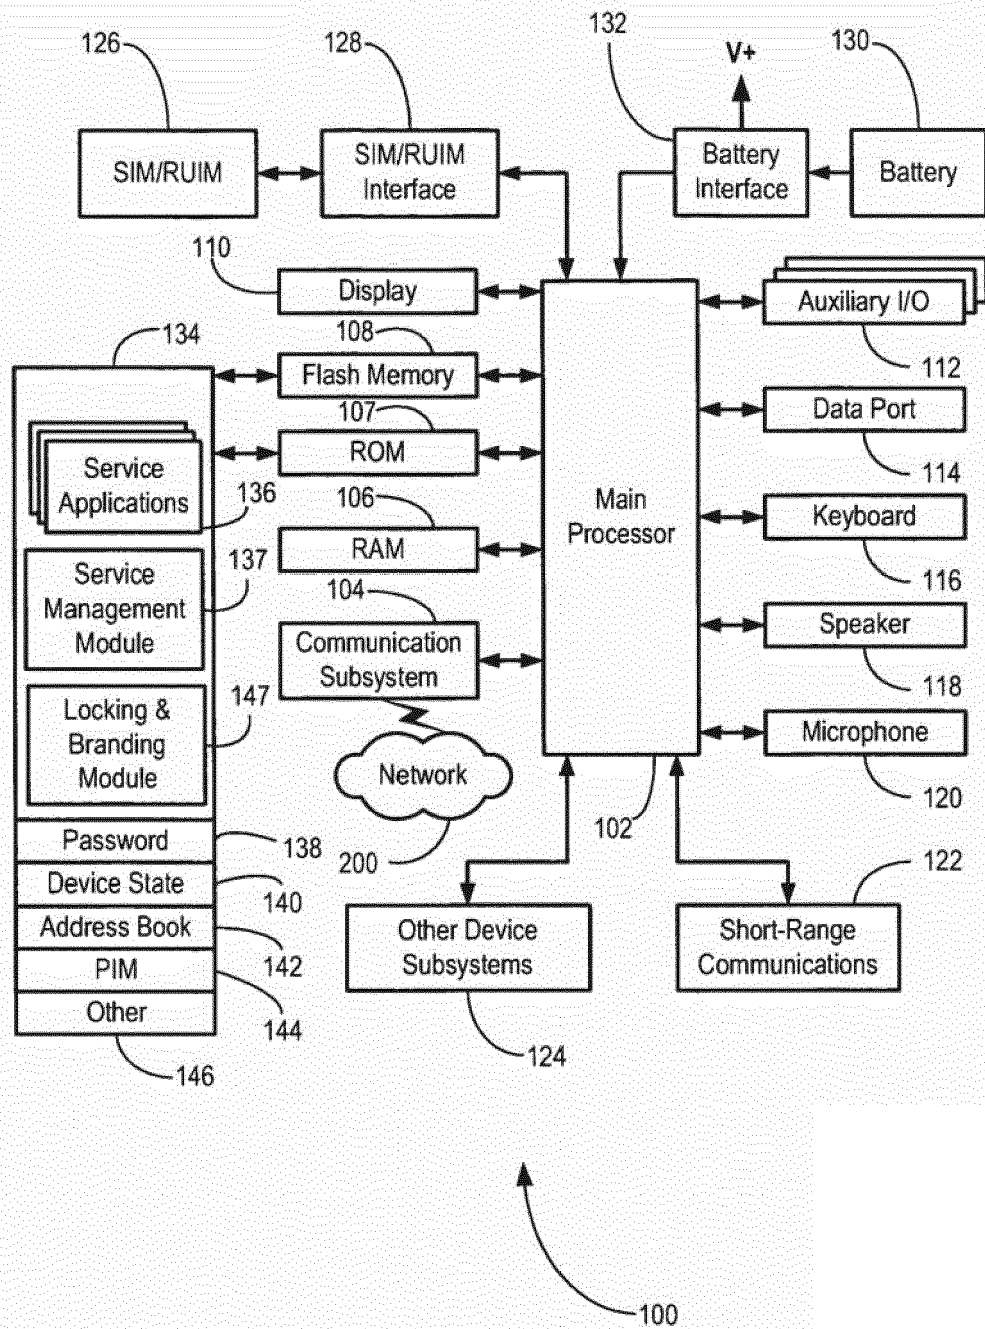 126
128
132
130
V+
SIM/RUIM
SIM/RUIM
Interface
Battery
Interface
Battery
110
Display
Auxiliary I/O
134
108
112
Flash Memory
Data Port
107
114
Service
Applications
136
ROM
Main
Processor
Keyboard
106
116
RAM
Service
Management
Module
137
104
Speaker
Communication
Subsystem
118
Locking &
Branding
Module
147
Microphone
Network
120
102
200
Password
138
122
Device State
140
Other Device
Subsystems
Short-Range
Communications
Address Book
142
PIM
144
Other
124
146
100